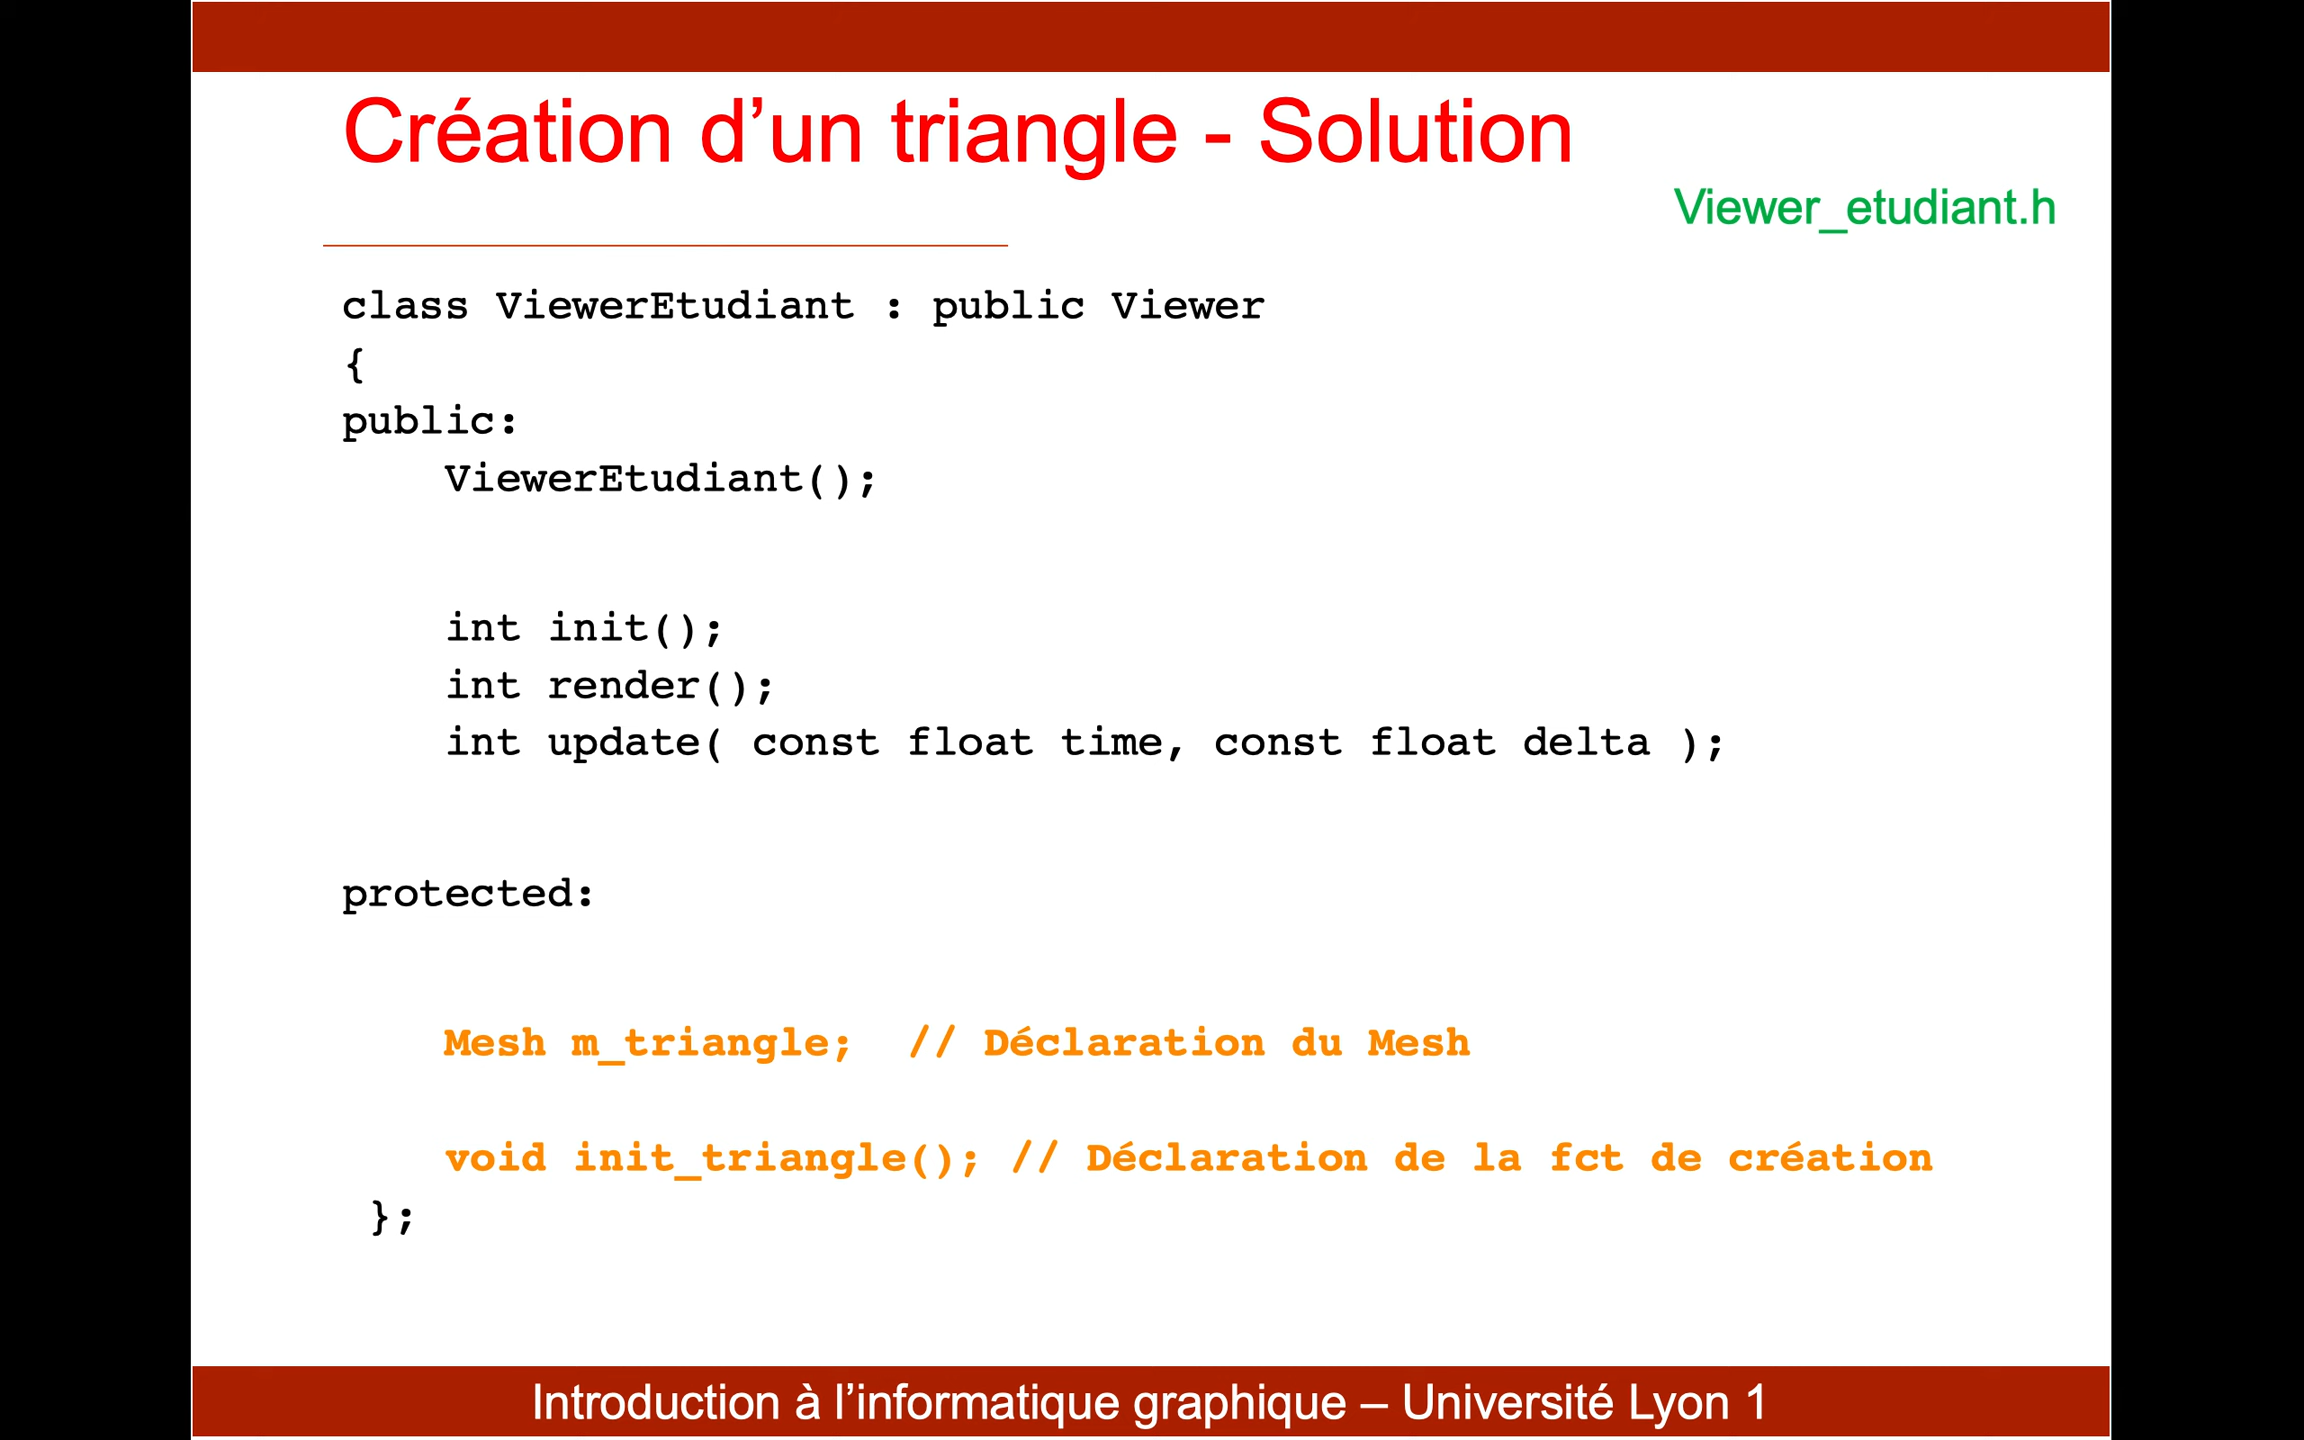 Création d’un triangle - Solution
Viewer_etudiant.h
class ViewerEtudiant : public Viewer
{
public:
ViewerEtudiant();
int init();
int render();
int update( const float time, const float delta );
protected:
Mesh m_triangle;  // Déclaration du Mesh
void init_triangle(); // Déclaration de la fct de création
};
Introduction à l’informatique graphique – Université Lyon 1